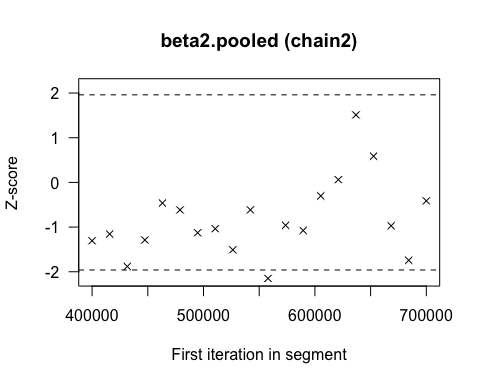 beta2.pooled (chain2)
Z-score
2
1
0
-1
-2
400000 500000 600000 700000
First iteration in segment